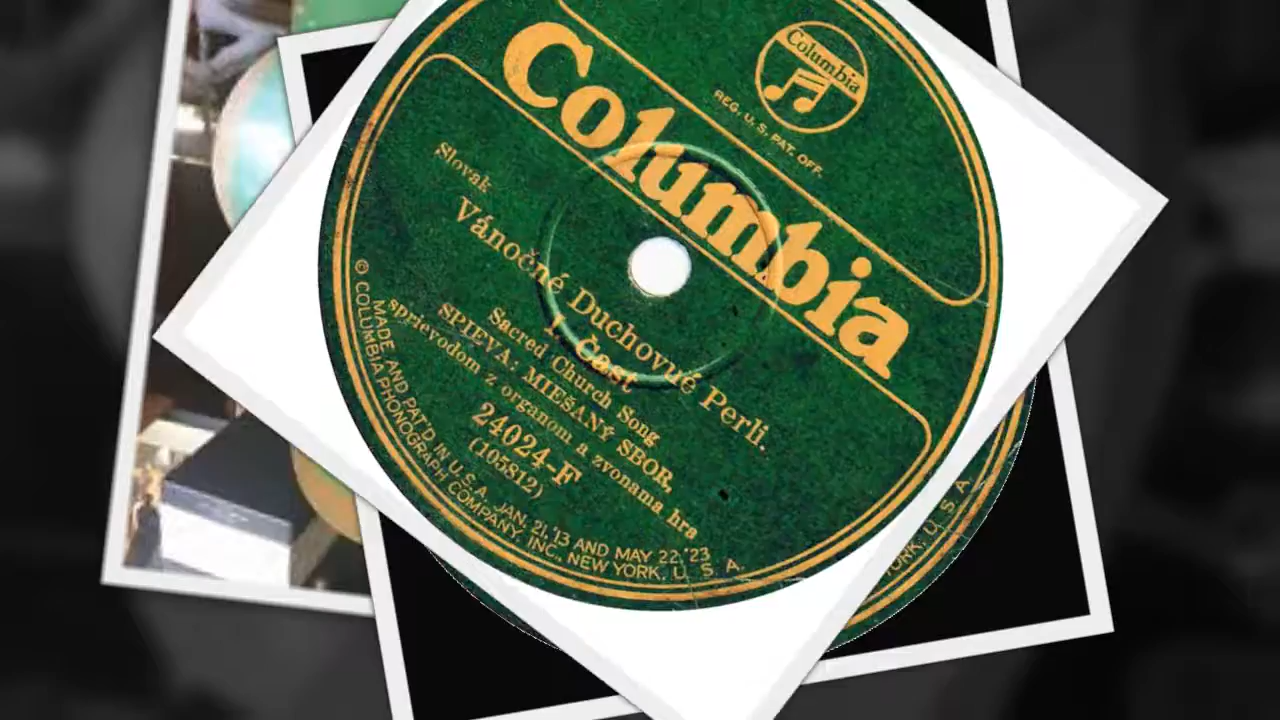 Columbia
Columbia
REG. U. S. PAT. OFF.
Slovak
Vánočné Duchovné Perli.
I. čast
Sacred Church Song
SPIEVA: MIEŠANÝ SBOR,
sprievodom z organom a zvonama hra
24024-F
(105812)
MADE AND PAT'D IN U.S.A. JAN. 21, '13 AND MAY 22, '23
© COLUMBIA PHONOGRAPH COMPANY, INC., NEW YORK, U. S. A.
YORK, U. S. A.